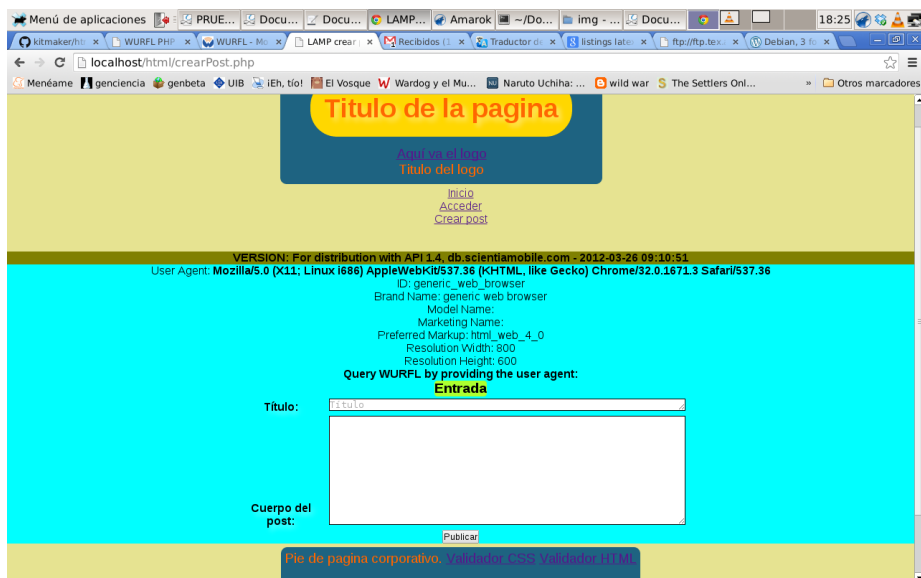 Menú de aplicaciones PRUE... Docu... Docu... LAMP... Amarok ~/Do... img - ... Docu... 18:25
kitmaker/ht WURFL PHP WURFL - Mo LAMP crear Recibidos (1 Traductor de listings late ftp://ftp.tex. Debian, 3 fo
localhost/html/crearPost.php
Menéame genciencia genbeta UIB ¡Eh, tío! El Vosque Wardog y el Mu... Naruto Uchiha: ... wild war The Settlers Onl... » Otros marcadores
Titulo de la pagina
Aquí va el logo
Titulo del logo
Inicio
Acceder
Crear post
VERSION: For distribution with API 1.4, db.scientiamobile.com - 2012-03-26 09:10:51
User Agent: Mozilla/5.0 (X11; Linux i686) AppleWebKit/537.36 (KHTML, like Gecko) Chrome/32.0.1671.3 Safari/537.36
ID: generic_web_browser
Brand Name: generic web browser
Model Name:
Marketing Name:
Preferred Markup: html_web_4_0
Resolution Width: 800
Resolution Height: 600
Query WURFL by providing the user agent:
Entrada
Título: Título
Cuerpo del
post:
Publicar
Pie de pagina corporativo. Validador CSS Validador HTML